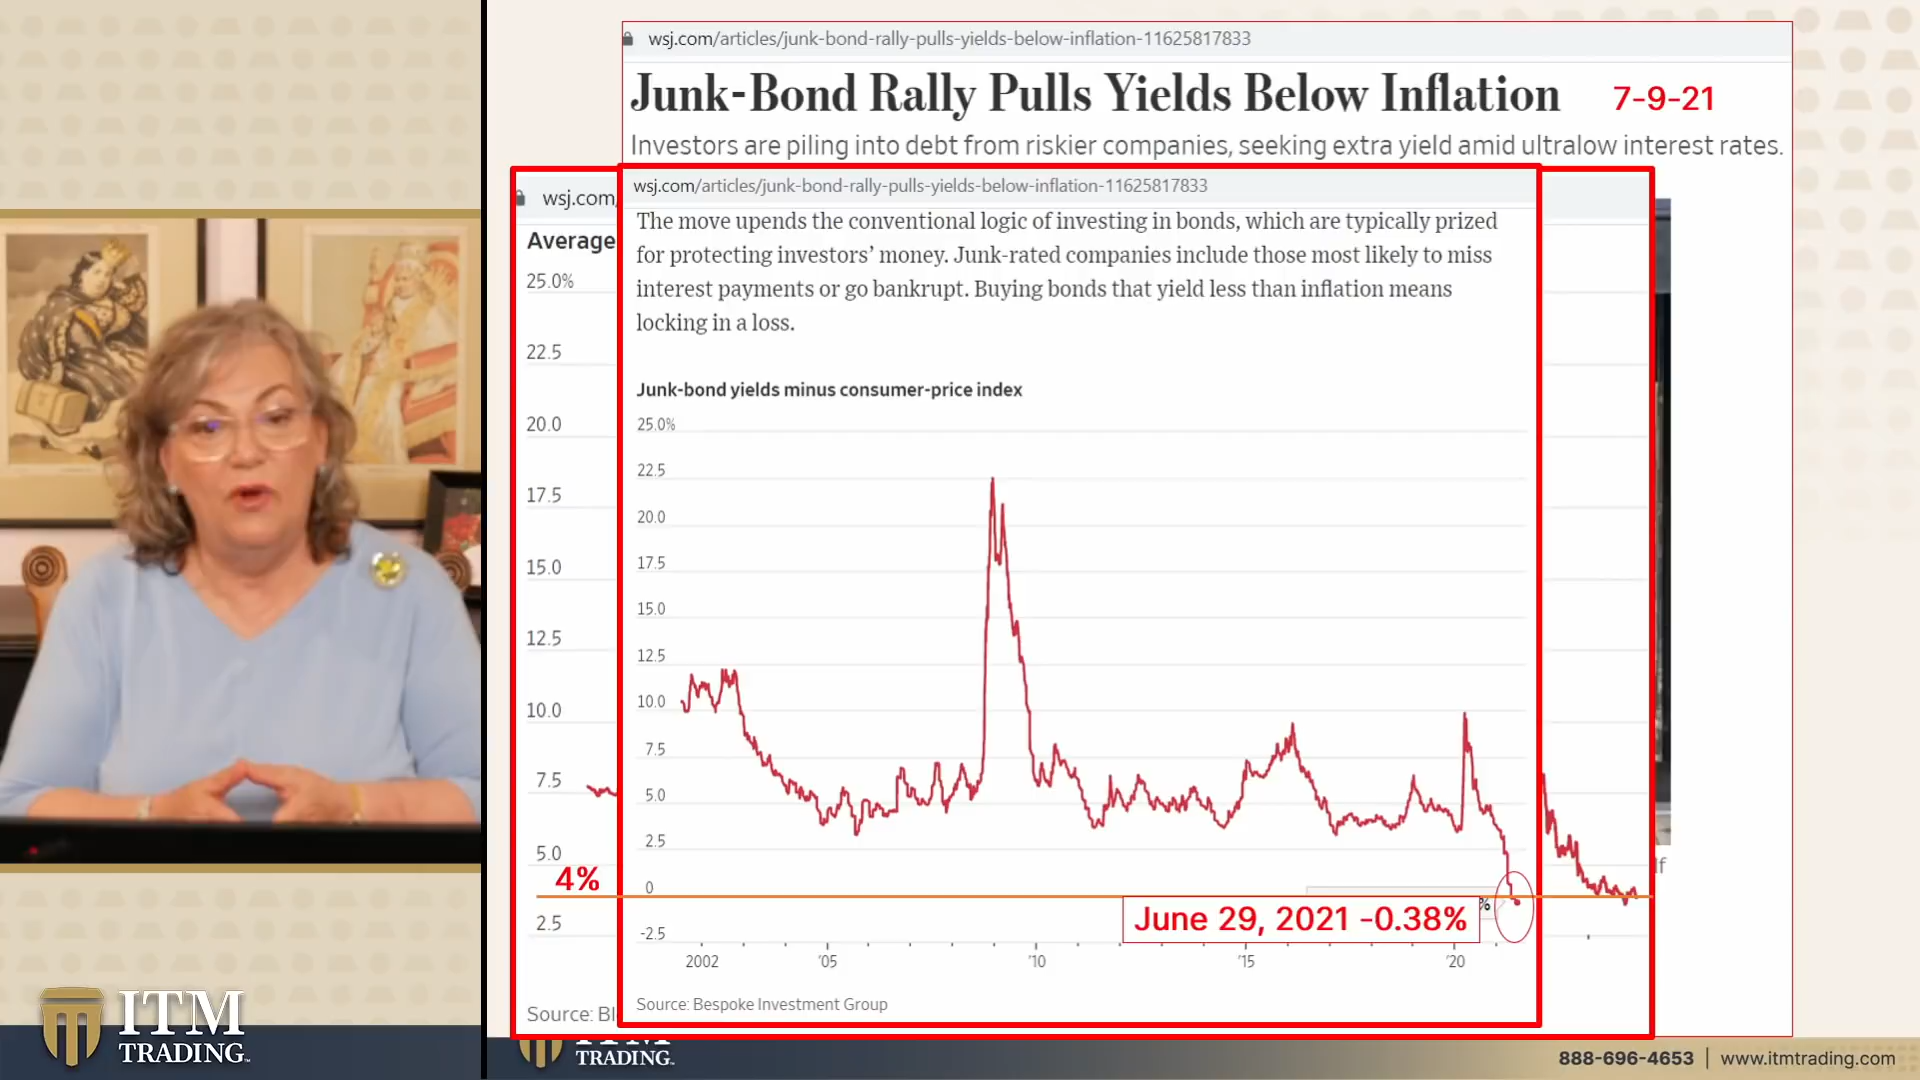 wsj.com/articles/junk-bond-rally-pulls-yields-below-inflation-11625817833
Junk-Bond Rally Pulls Yields Below Inflation
7-9-21
Investors are piling into debt from riskier companies, seeking extra yield amid ultralow interest rates.
wsj.com/
Average
25.0%
22.5
20.0
17.5
15.0
12.5
10.0
7.5
5.0
4%
2.5
Source: Bl
wsj.com/articles/junk-bond-rally-pulls-yields-below-inflation-11625817833
The move upends the conventional logic of investing in bonds, which are typically prized
for protecting investors’ money. Junk-rated companies include those most likely to miss
interest payments or go bankrupt. Buying bonds that yield less than inflation means
locking in a loss.
Junk-bond yields minus consumer-price index
25.0%
22.5
20.0
17.5
15.0
12.5
10.0
7.5
5.0
2.5
0
-2.5
%
June 29, 2021 -0.38%
2002 '05 '10 '15 '20
Source: Bespoke Investment Group
lf
ITM
TRADING
ITM
TRADING
888-696-4653 | www.itmtrading.com